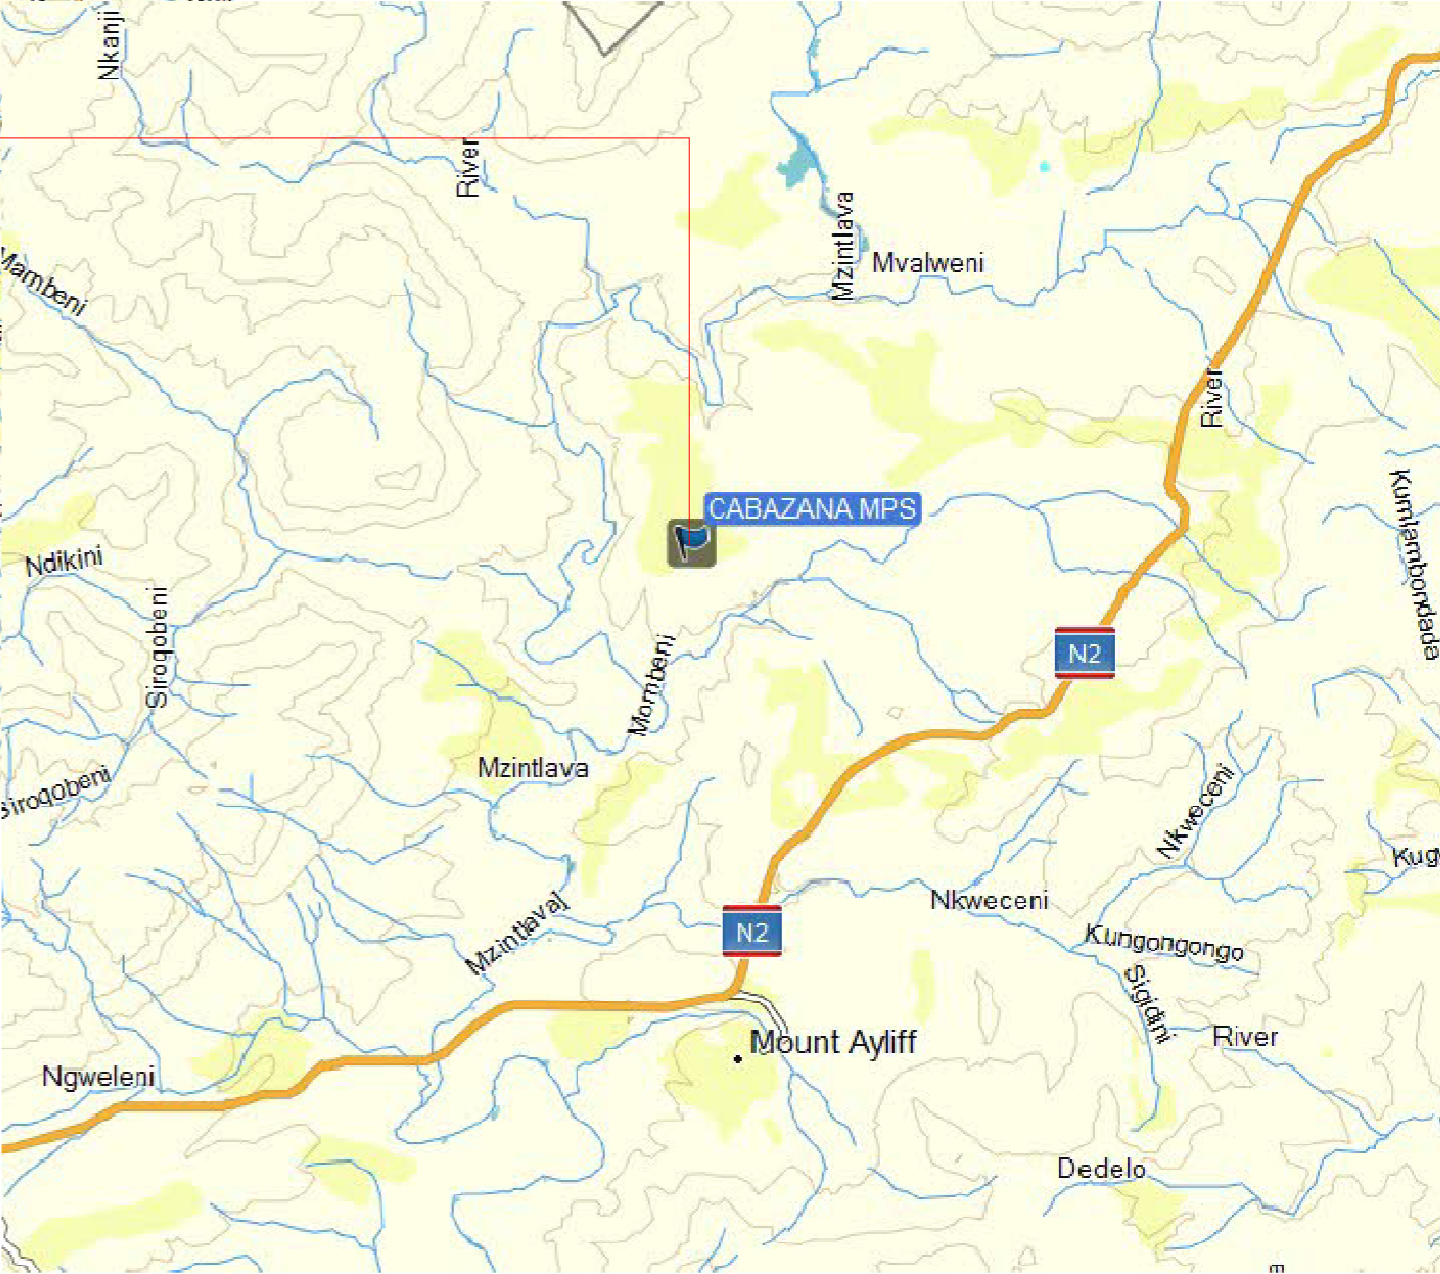 Nkanji
River
Mzintlava
Mvalweni
Mambeni
River
CABAZANA MPS
Kumlambondada
Ndikini
Siroqobeni
Mombeni
N2
Mzintlava
Siroqobeni
Nkweceni
Kug
Nkweceni
Mzintlava
N2
Kungongongo
Sigidini
Mount Ayliff
River
Ngweleni
Dedelo